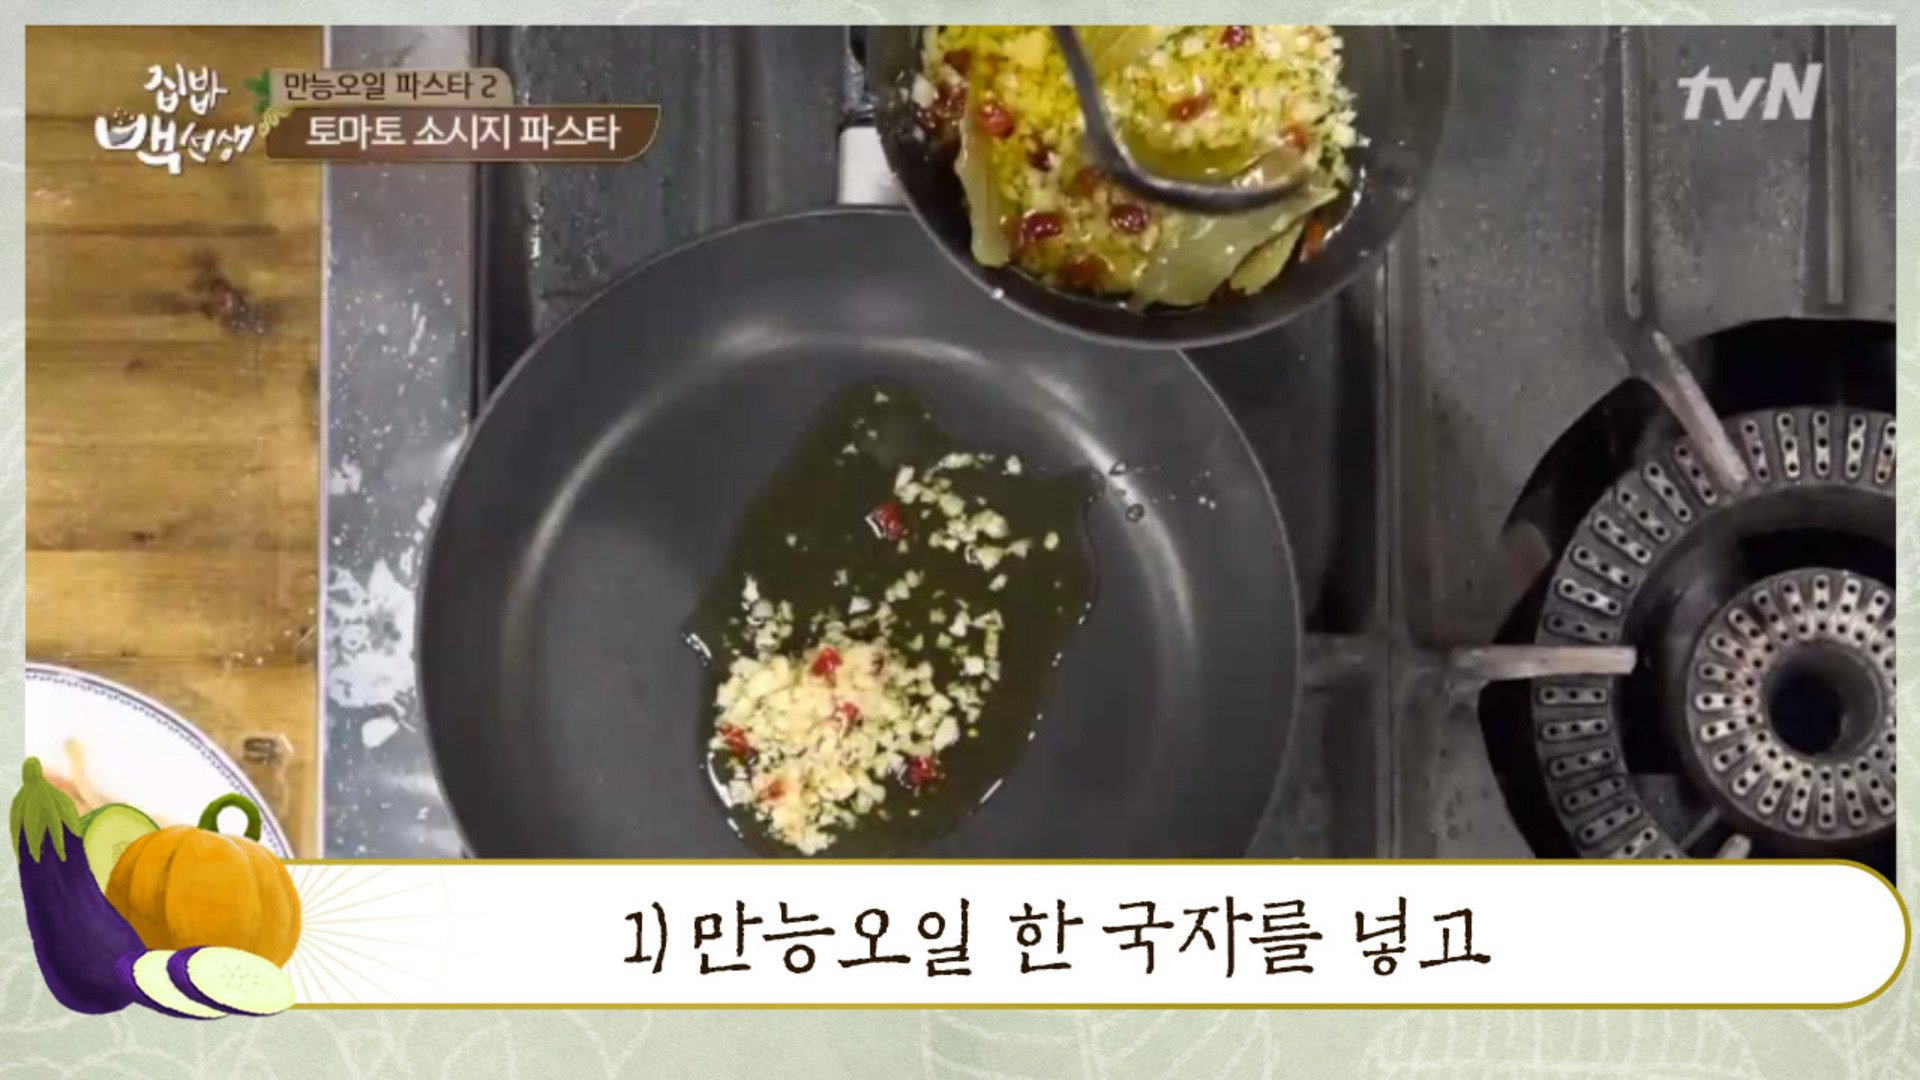 집밥
백선생
만능오일 파스타 2
토마토 소시지 파스타
tvN
1) 만능오일 한 국자를 넣고